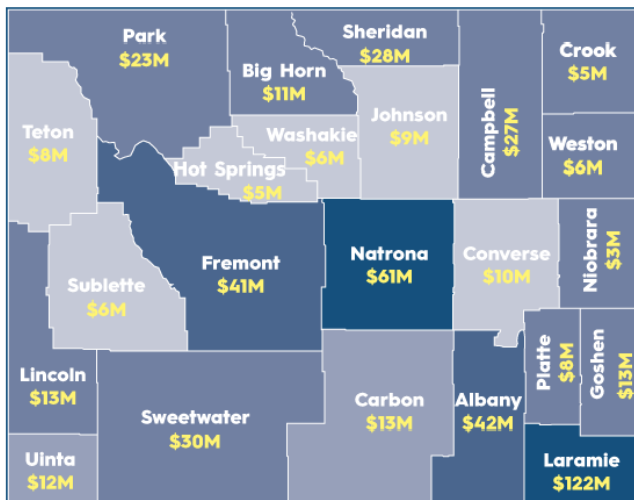 Park
$23M
Big Horn
$11M
Sheridan
$28M
Crook
$5M
Teton
$8M
Hot Springs
$5M
Washakie
$6M
Johnson
$9M
Campbell
$27M
Weston
$6M
Sublette
$6M
Fremont
$41M
Natrona
$61M
Converse
$10M
Niobrara
$3M
Lincoln
$13M
Sweetwater
$30M
Carbon
$13M
Albany
$42M
Platte
$8M
Goshen
$13M
Uinta
$12M
Laramie
$122M